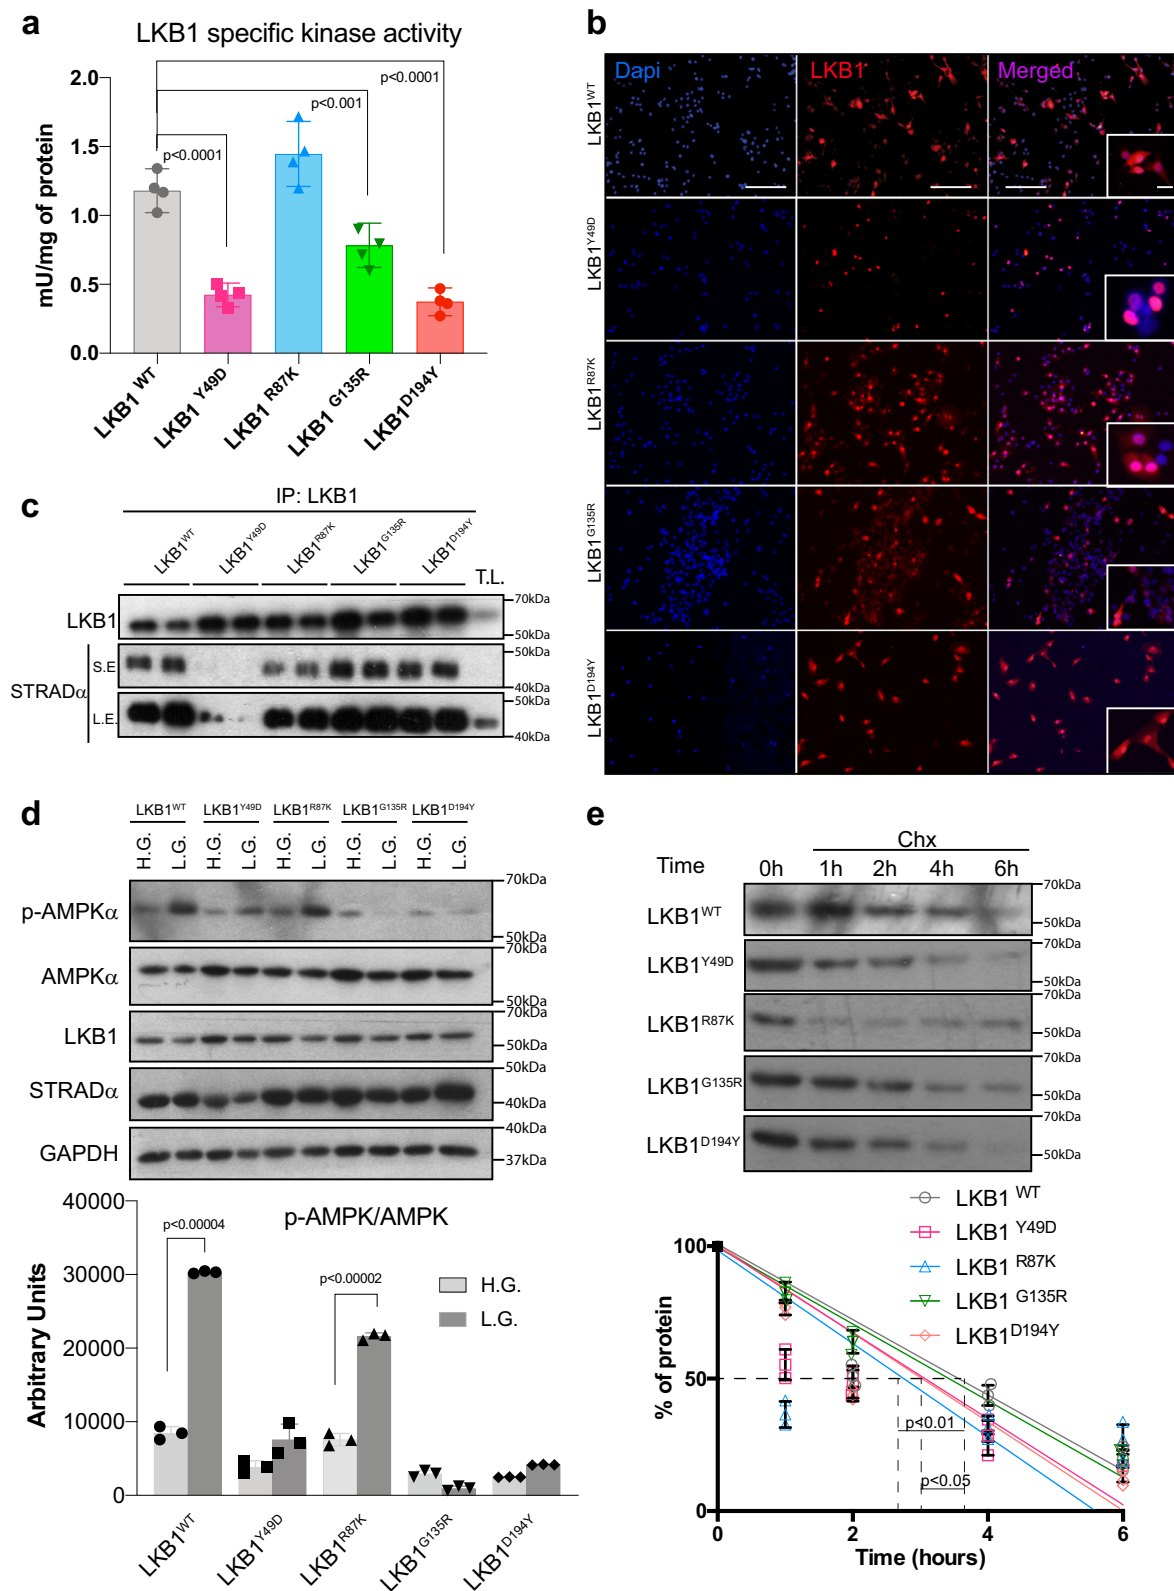 a
LKB1 specific kinase activity
p<0.0001
p<0.001
p<0.0001
2.0
1.5
1.0
0.5
0.0
mU/mg of protein
LKB1 WT
LKB1 Y49D
LKB1 R87K
LKB1 G135R
LKB1D194Y
b
Dapi
LKB1
Merged
LKB1WT
LKB1Y49D
LKB1R87K
LKB1G135R
LKB1D194Y
c
IP: LKB1
LKB1WT
LKB1Y49D
LKB1R87K
LKB1G135R
LKB1D194Y
T.L.
LKB1
70kDa
50kDa
STRADα
S.E
50kDa
40kDa
L.E.
50kDa
40kDa
d
LKB1WT
LKB1Y49D
LKB1R87K
LKB1G135R
LKB1D194Y
H.G. L.G. H.G. L.G. H.G. L.G. H.G. L.G. H.G. L.G.
p-AMPKα
70kDa
50kDa
AMPKα
70kDa
50kDa
LKB1
70kDa
50kDa
STRADα
50kDa
40kDa
GAPDH
40kDa
37kDa
p-AMPK/AMPK
40000
30000
20000
10000
0
Arbitrary Units
p<0.00004
p<0.00002
H.G.
L.G.
LKB1WT
LKB1Y49D
LKB1R87K
LKB1G135R
LKB1D194Y
e
Chx
Time 0h 1h 2h 4h 6h
LKB1WT
70kDa
50kDa
LKB1Y49D
70kDa
50kDa
LKB1R87K
70kDa
50kDa
LKB1G135R
70kDa
50kDa
LKB1D194Y
70kDa
50kDa
LKB1 WT
LKB1 Y49D
LKB1 R87K
LKB1 G135R
LKB1D194Y
100
50
0
% of protein
p<0.01
p<0.05
0 2 4 6
Time (hours)